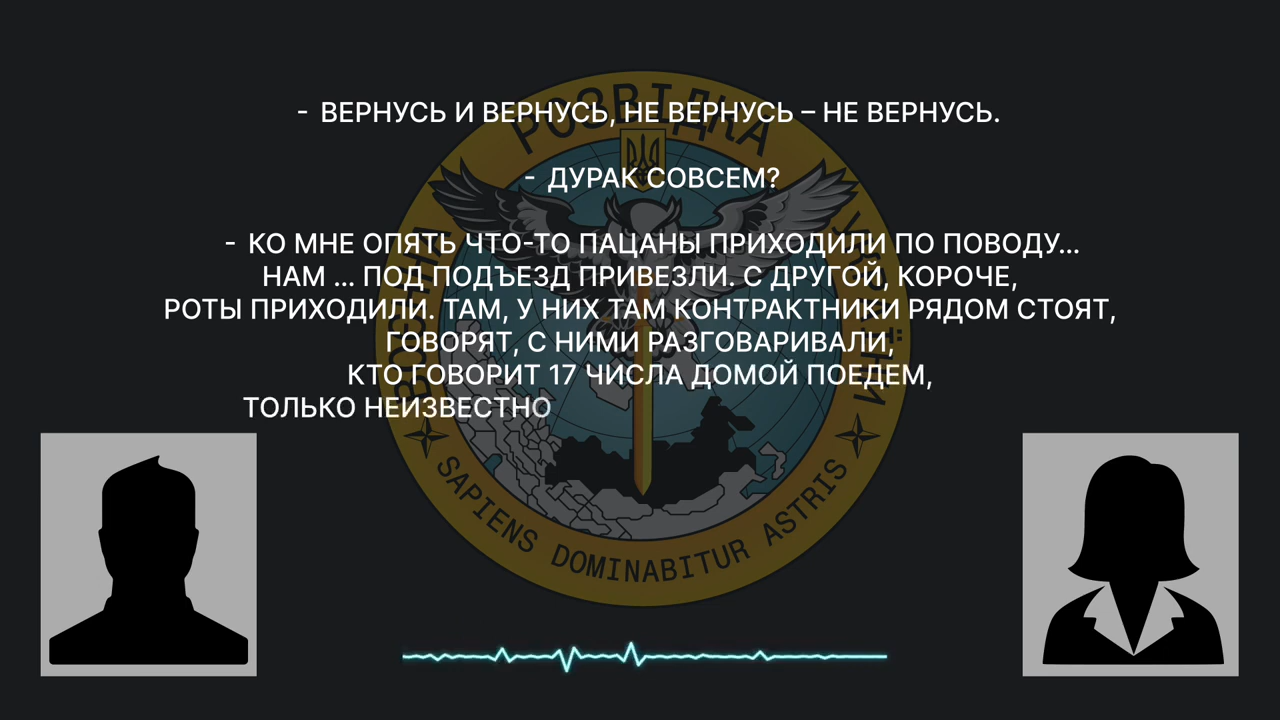 - ВЕРНУСЬ И ВЕРНУСЬ, НЕ ВЕРНУСЬ – НЕ ВЕРНУСЬ.
- ДУРАК СОВСЕМ?
- КО МНЕ ОПЯТЬ ЧТО-ТО ПАЦАНЫ ПРИХОДИЛИ ПО ПОВОДУ...
НАМ ... ПОД ПОДЪЕЗД ПРИВЕЗЛИ. С ДРУГОЙ, КОРОЧЕ,
РОТЫ ПРИХОДИЛИ. ТАМ, У НИХ ТАМ КОНТРАКТНИКИ РЯДОМ СТОЯТ,
ГОВОРЯТ, С НИМИ РАЗГОВАРИВАЛИ,
КТО ГОВОРИТ 17 ЧИСЛА ДОМОЙ ПОЕДЕМ,
ТОЛЬКО НЕИЗВЕСТНО
РОЗВІДКА
SAPIENS DOMINABITUR ASTRIS